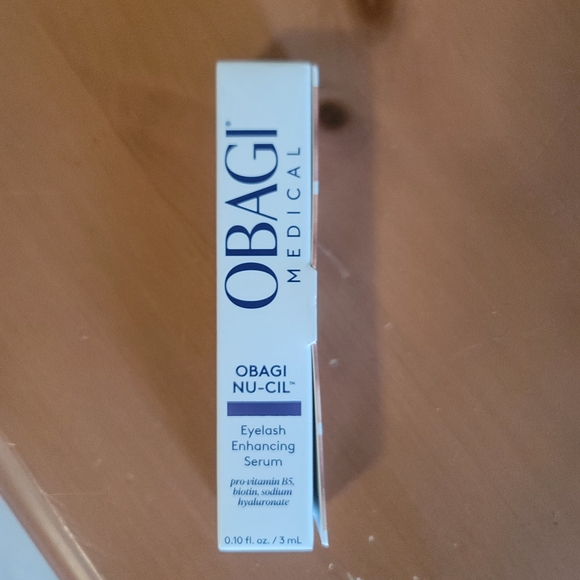 OBAGI®
MEDICAL
OBAGI
NU-CIL™
Eyelash
Enhancing
Serum
pro-vitamin B5,
biotin, sodium
hyaluronate
0.10 fl. oz. / 3 mL